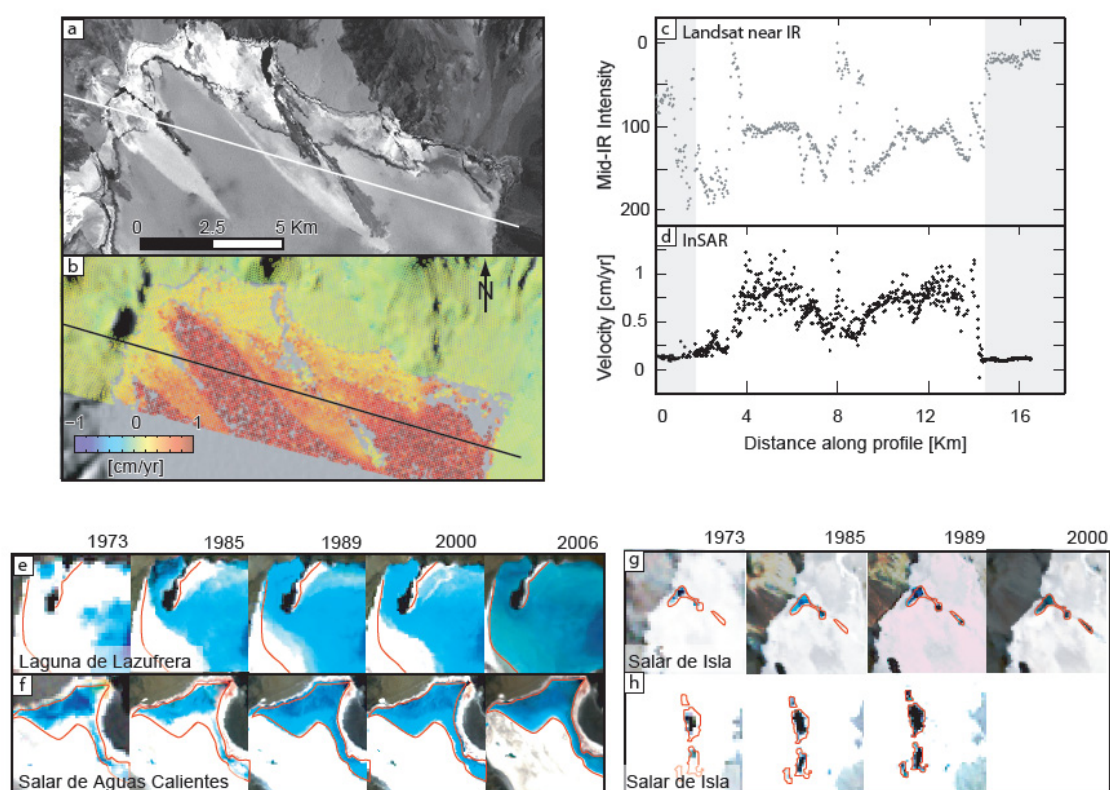 a
0 2.5 5 Km
b
N
−1 0 1
[cm/yr]
c Landsat near IR
0
100
200
Mid-IR Intensity
d InSAR
1
0.5
0
Velocity [cm/yr]
0 4 8 12 16
Distance along profile [Km]
1973 1985 1989 2000 2006
e
Laguna de Lazufrera
f
Salar de Aguas Calientes
1973 1985 1989 2000
g
Salar de Isla
h
Salar de Isla